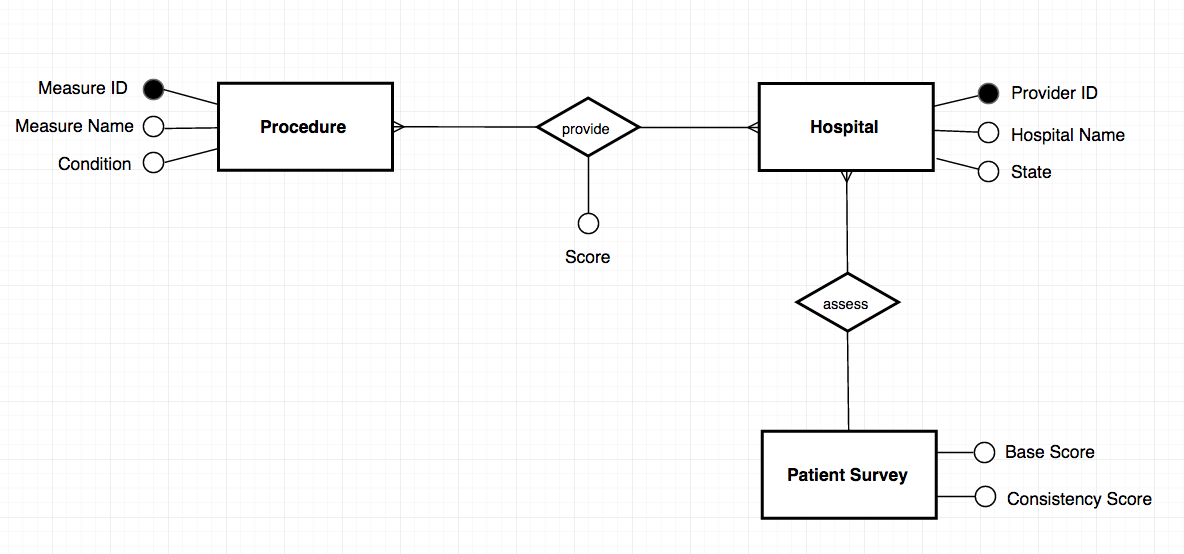 Measure ID
Measure Name
Condition
Procedure
provide
Score
Hospital
Provider ID
Hospital Name
State
assess
Patient Survey
Base Score
Consistency Score